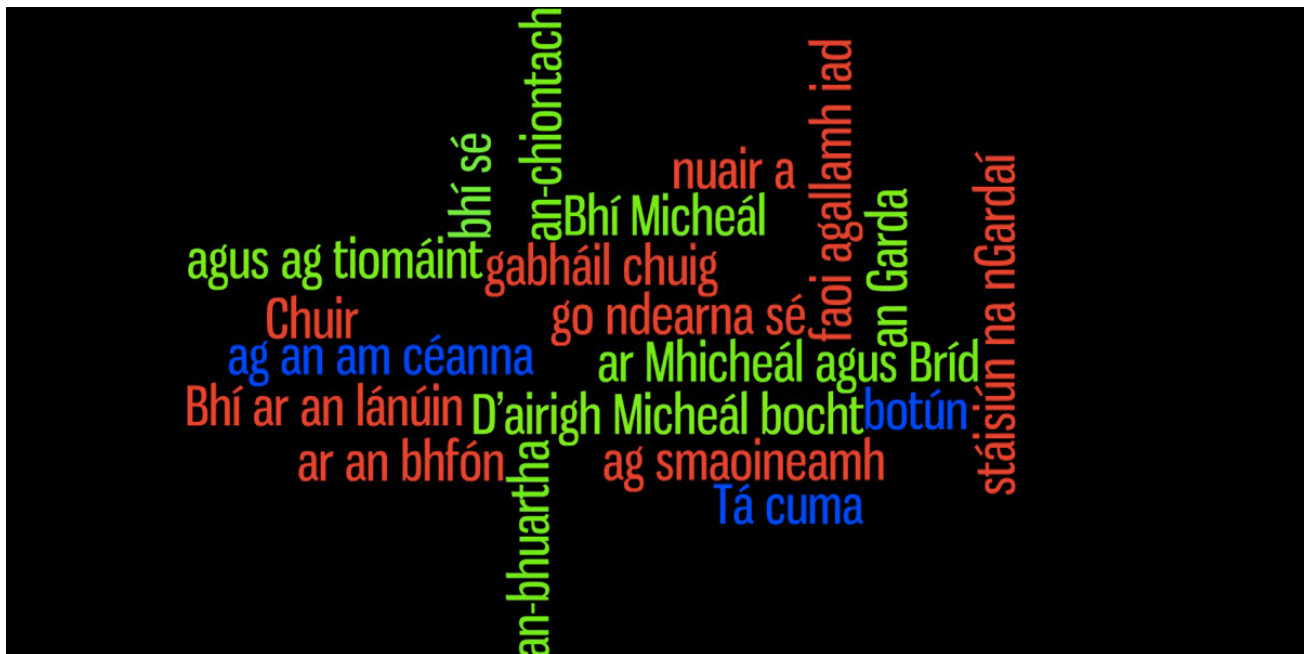 an-chiontach
bhí sé
faoi agallamh iad
nuair a
stáisiún na nGardaí
an Garda
Bhí Micheál
agus ag tiomáint
gabháil chuig
Chuir
go ndearna sé
ag an am céanna
ar Mhicheál agus Bríd
Bhí ar an lánúin
D'airigh Micheál bocht
botún
ar an bhfón
ag smaoineamh
an-bhuartha
Tá cuma